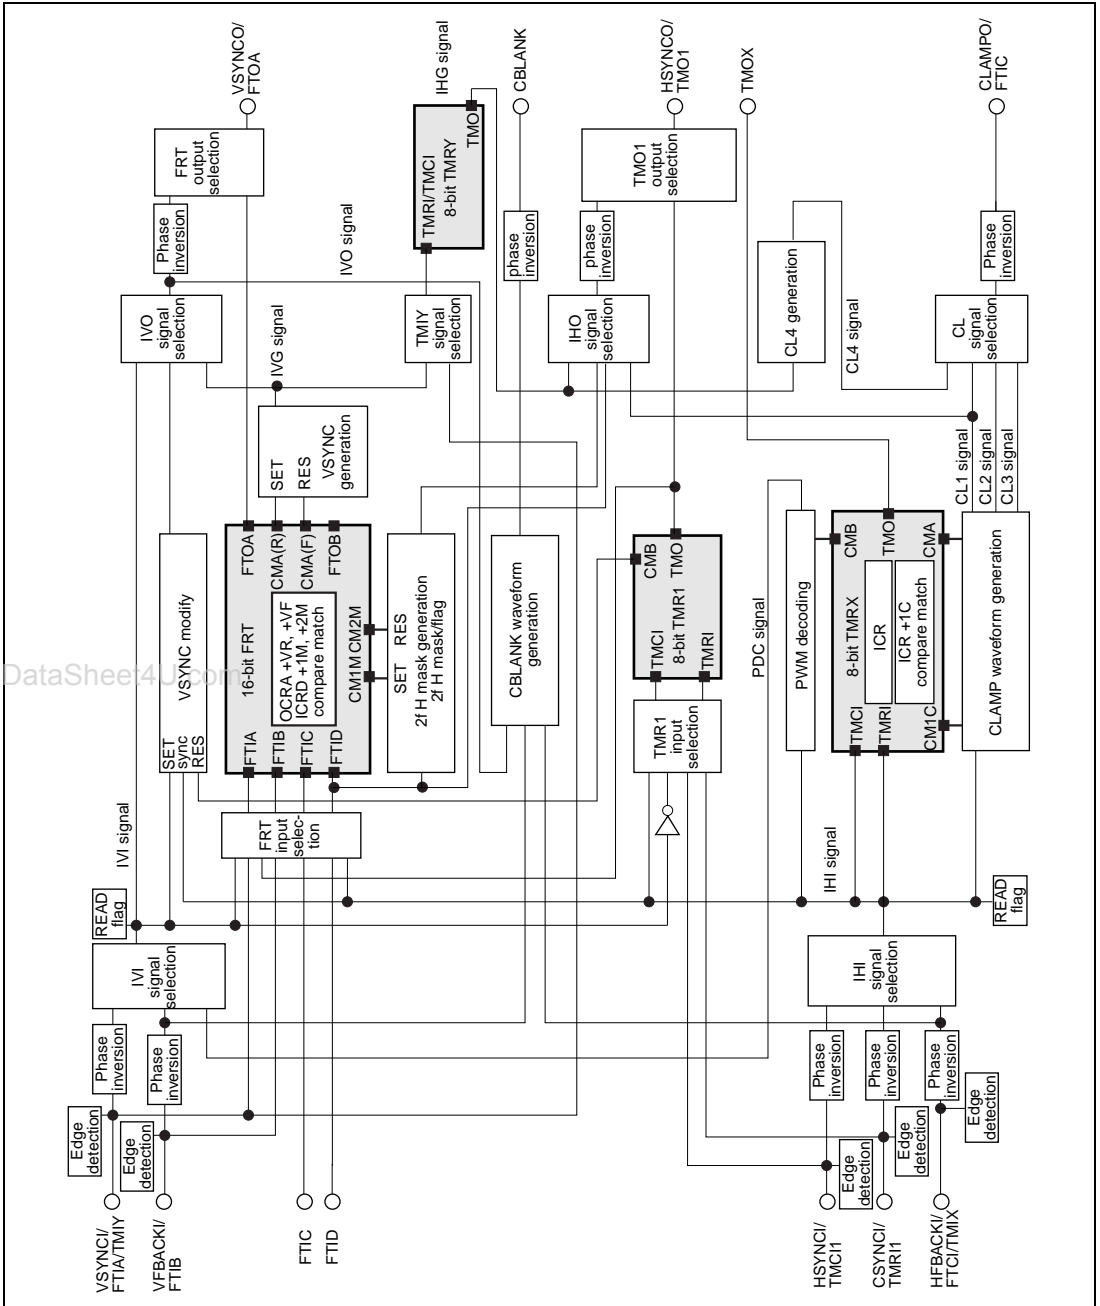 VSYNCO/
FTOA
IHG signal
CBLANK
HSYNCO/
TMO1
TMOX
CLAMPO/
FTIC
FRT
output
selection
TMRI/TMCI
8-bit TMRY
TMO
TMO1
output
selection
Phase
inversion
IVO signal
phase
inversion
phase
inversion
Phase
inversion
IVO
signal
selection
IVG signal
TMIY
signal
selection
IHO
signal
selection
CL4 generation
CL4 signal
CL
signal
selection
SET
RES
VSYNC
generation
CL1 signal
CL2 signal
CL3 signal
VSYNC modify
SET
sync
RES
16-bit FRT
FTOA
CMA(R)
CMA(F)
FTOB
OCRA +VR, +VF
ICRD +1M, +2M
compare match
CM1M CM2M
FTIA
FTIB
FTIC
FTID
SET
RES
2f H mask generation
2f H mask/flag
CBLANK waveform
generation
CMB
TMO
8-bit TMR1
TMCI
TMRI
TMR1
input
selection
PDC signal
PWM decoding
CMB
TMO
CMA
8-bit TMRX
ICR
ICR +1C
compare match
TMCI
TMRI
CM1C
CLAMP waveform generation
DataSheet4U.com
FRT
input
selec-
tion
IVI signal
IHI signal
READ
flag
READ
flag
IVI
signal
selection
IHI
signal
selection
Phase
inversion
Phase
inversion
Phase
inversion
Phase
inversion
Phase
inversion
Edge
detection
Edge
detection
Edge
detection
Edge
detection
Edge
detection
VSYNCI/
FTIA/TMIY
VFBACKI/
FTIB
FTIC
FTID
HSYNCI/
TMCI1
CSYNCI/
TMRI1
HFBACKI/
FTCI/TMIX